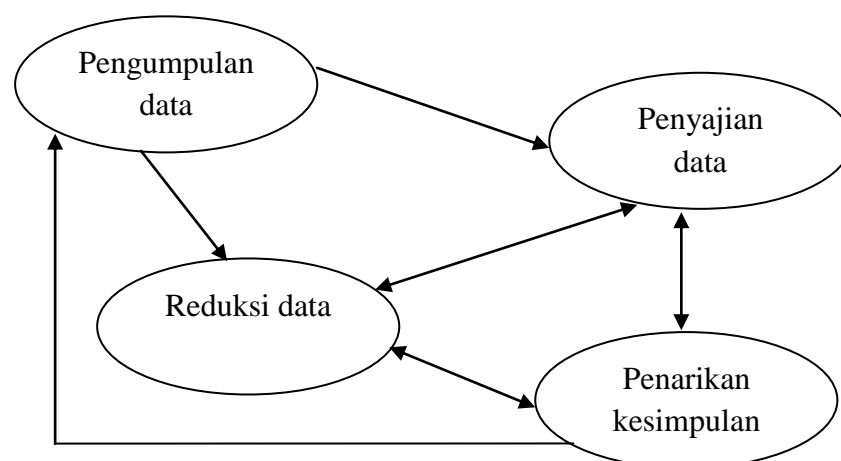 Pengumpulan
data
Penyajian
data
Reduksi data
Penarikan
kesimpulan